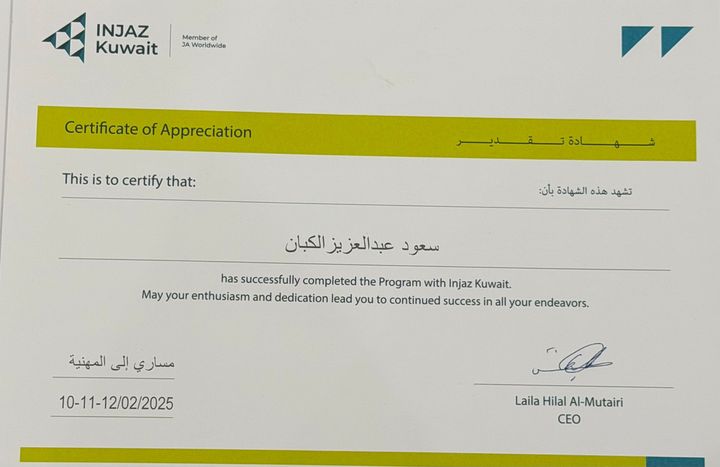 INJAZ
Kuwait
Member of
JA Worldwide
Certificate of Appreciation
شهادة تقدير
This is to certify that:
تشهد هذه الشهادة بأن:
سعود عبدالعزيز الكبان
has successfully completed the Program with Injaz Kuwait.
May your enthusiasm and dedication lead you to continued success in all your endeavors.
مساري إلى المهنية
10-11-12/02/2025
Laila Hilal Al-Mutairi
CEO